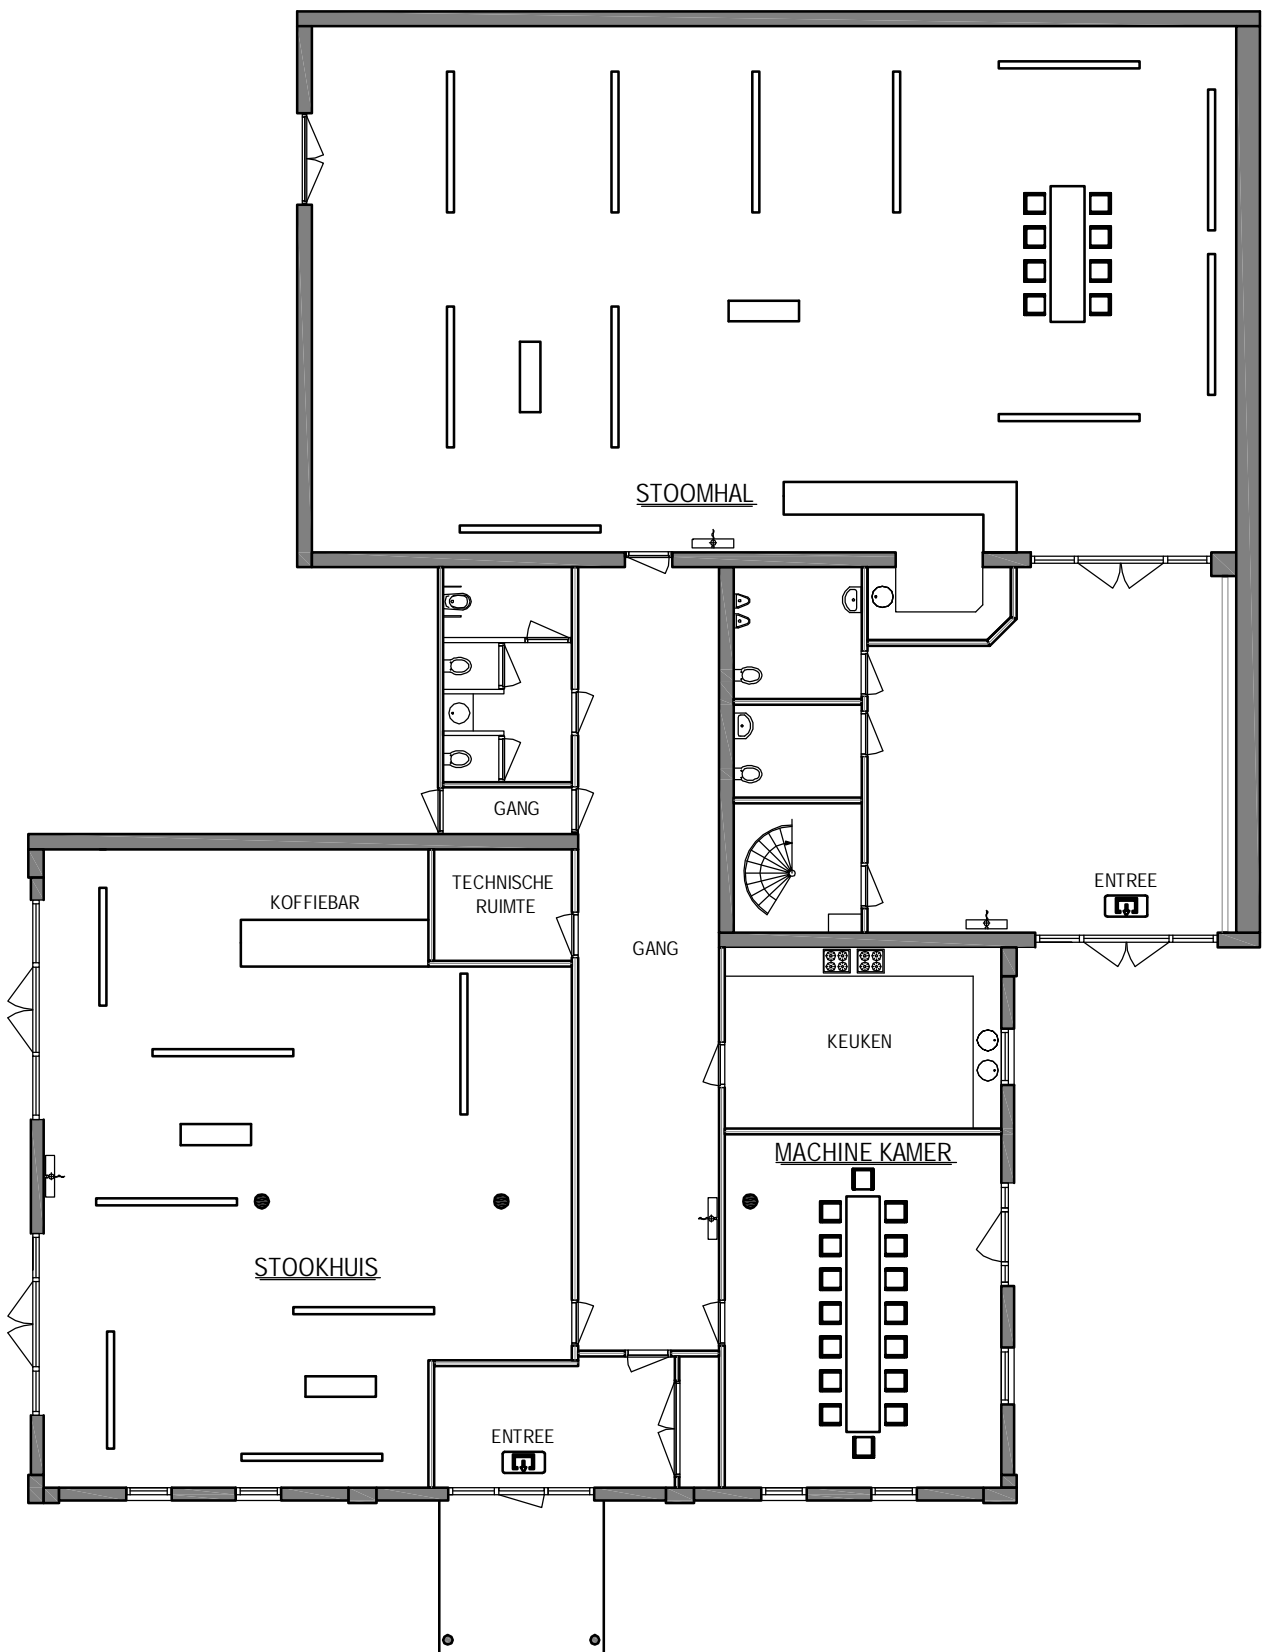 STOOMHAL
GANG
TECHNISCHE
RUIMTE
KOFFIEBAR
ENTREE
GANG
KEUKEN
MACHINE KAMER
STOOKHUIS
ENTREE